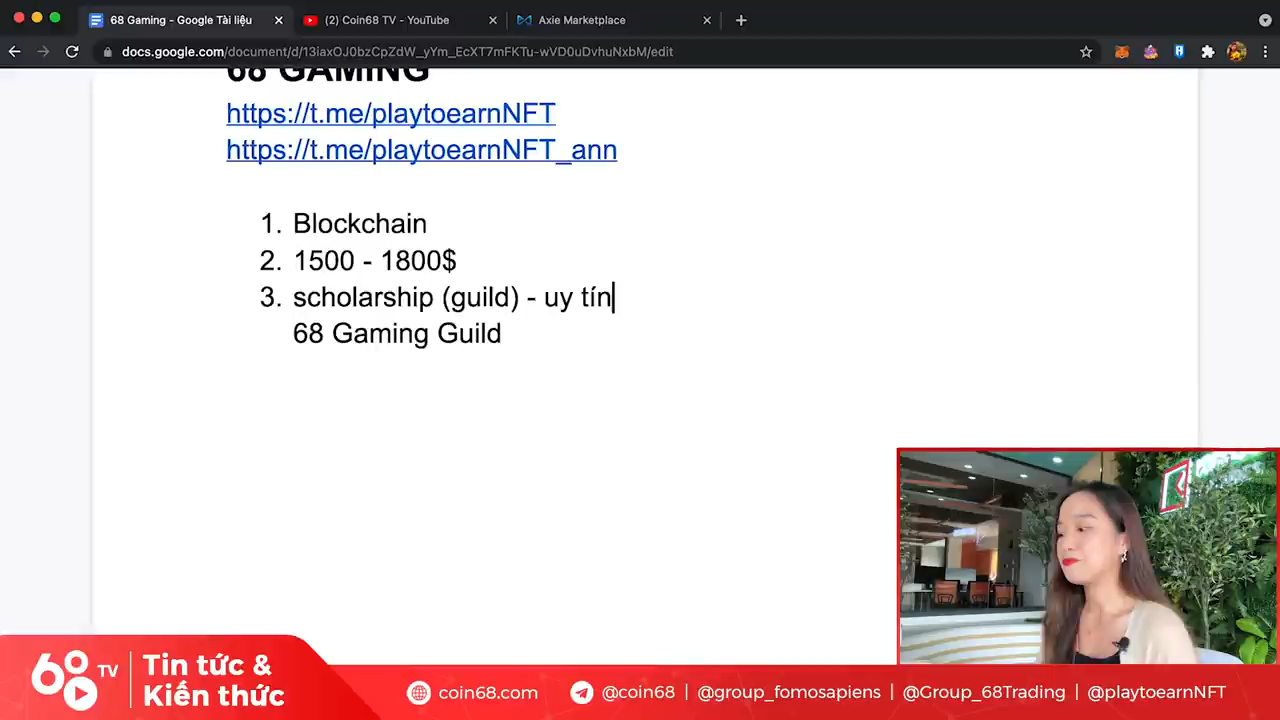 68 Gaming - Google Tài liệu
(2) Coin68 TV - YouTube
Axie Marketplace
docs.google.com/document/d/13iaxOJ0bzCpZdW_yYm_EcXT7mFKTu-wVD0uDvhuNxbM/edit
68 GAMING
https://t.me/playtoearnNFT
https://t.me/playtoearnNFT_ann
1. Blockchain
2. 1500 - 1800$
3. scholarship (guild) - uy tín
68 Gaming Guild
68 TV
Tin tức &
Kiến thức
coin68.com
@coin68 | @group_fomosapiens | @Group_68Trading | @playtoearnNFT